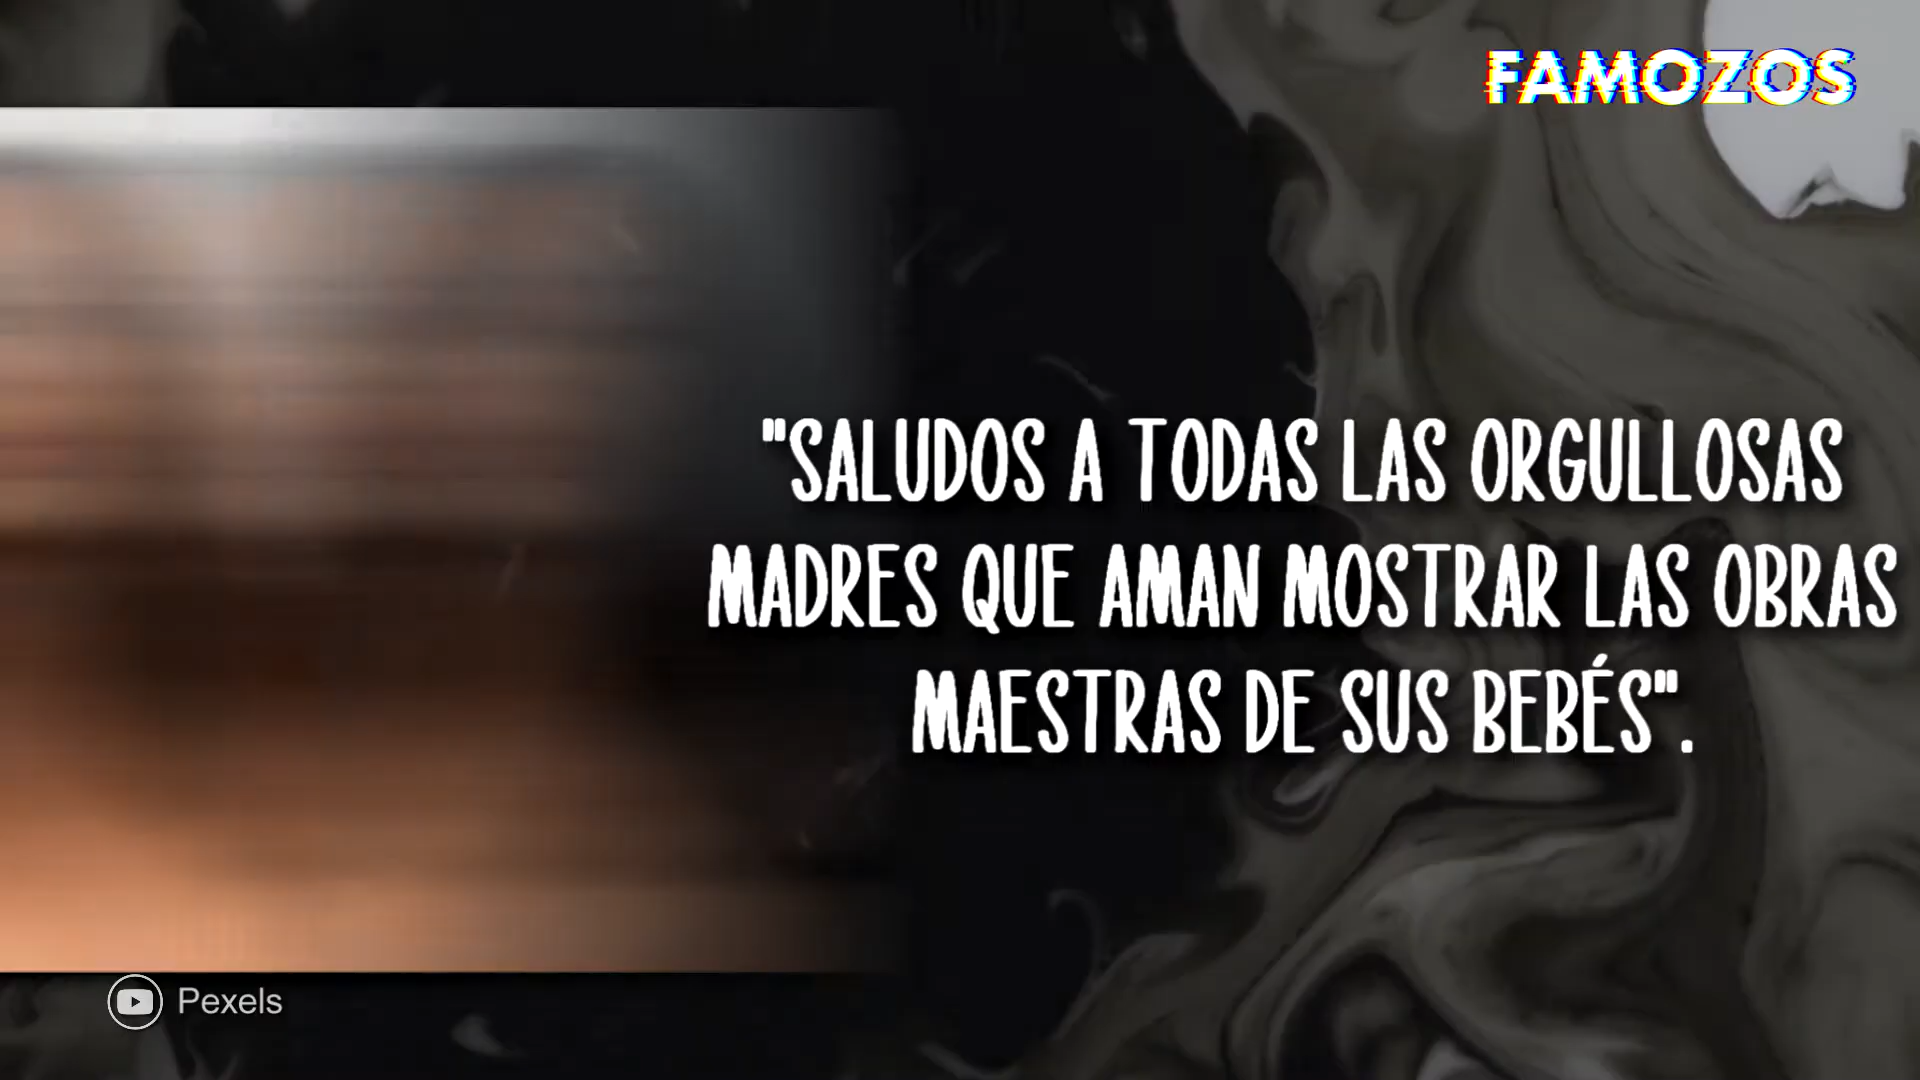 FAMOZOS
"SALUDOS A TODAS LAS ORGULLOSAS
MADRES QUE AMAN MOSTRAR LAS OBRAS
MAESTRAS DE SUS BEBÉS".
Pexels